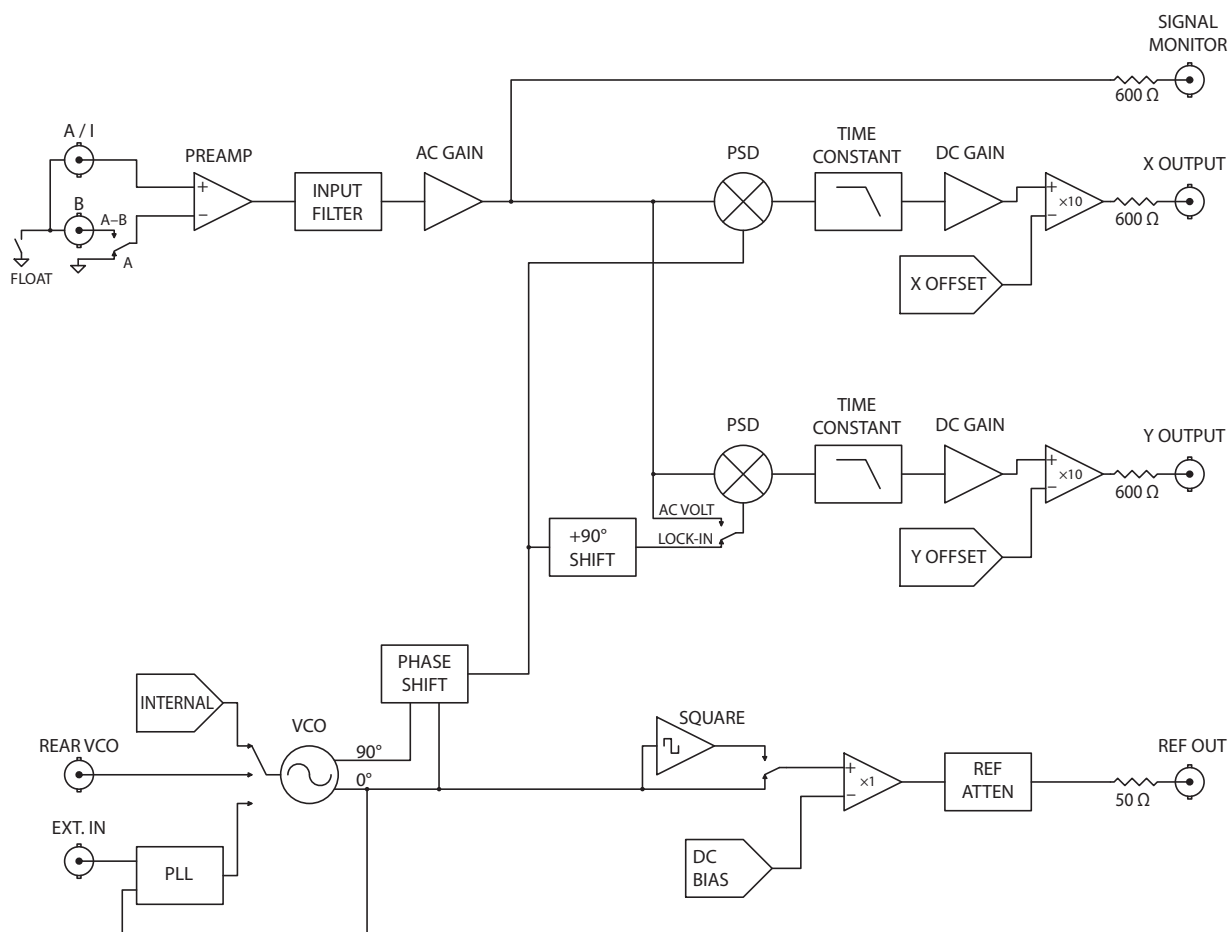 SIGNAL
MONITOR
600 Ω
A / I
PREAMP
AC GAIN
PSD
TIME
CONSTANT
DC GAIN
X OUTPUT
+
−
INPUT
FILTER
+
−
×10
600 Ω
B
A–B
A
FLOAT
X OFFSET
PSD
TIME
CONSTANT
DC GAIN
Y OUTPUT
+
−
×10
600 Ω
AC VOLT
LOCK-IN
+90°
SHIFT
Y OFFSET
PHASE
SHIFT
INTERNAL
VCO
REAR VCO
90°
0°
SQUARE
REF OUT
+
−
×1
REF
ATTEN
50 Ω
EXT. IN
PLL
DC
BIAS